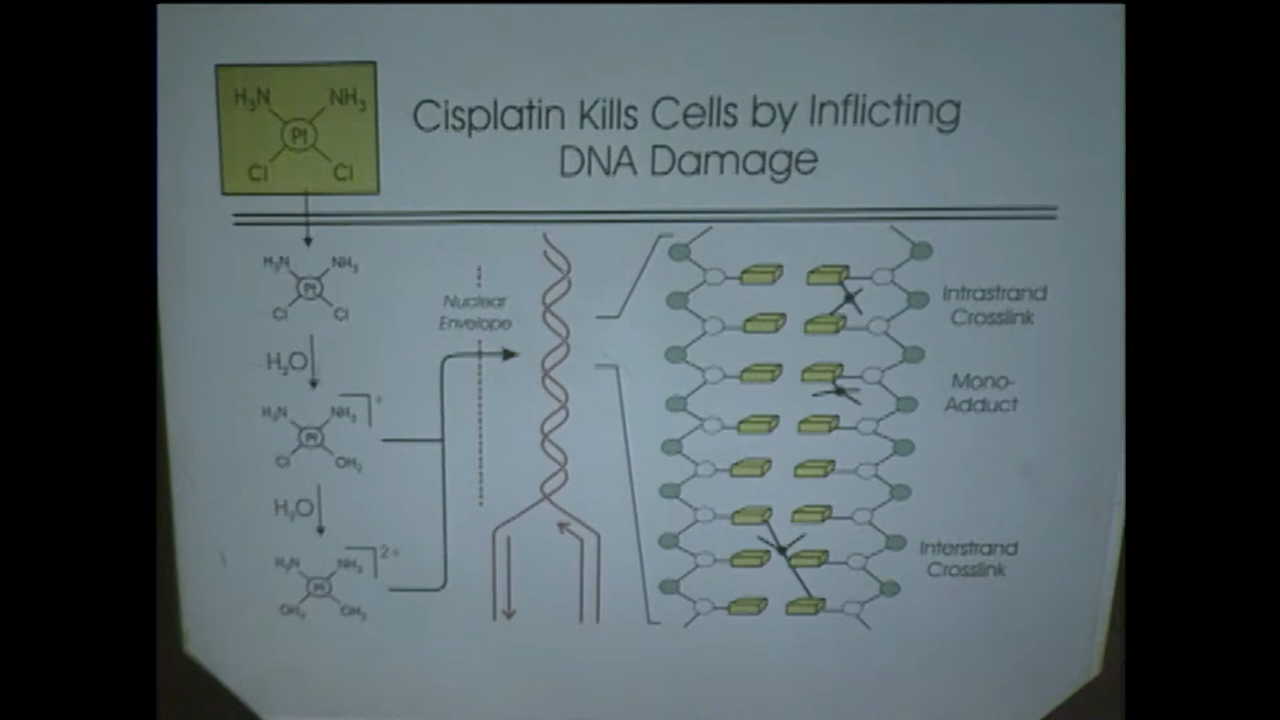 H₃N NH₃
Pt
Cl Cl
Cisplatin Kills Cells by Inflicting
DNA Damage
H₃N NH₃
Pt
Cl Cl
H₂O
H₃N NH₃ +
Pt
Cl OH₂
H₂O
H₃N NH₃ 2+
Pt
OH₂ OH₂
Nuclear
Envelope
Intrastrand
Crosslink
Mono-
Adduct
Interstrand
Crosslink